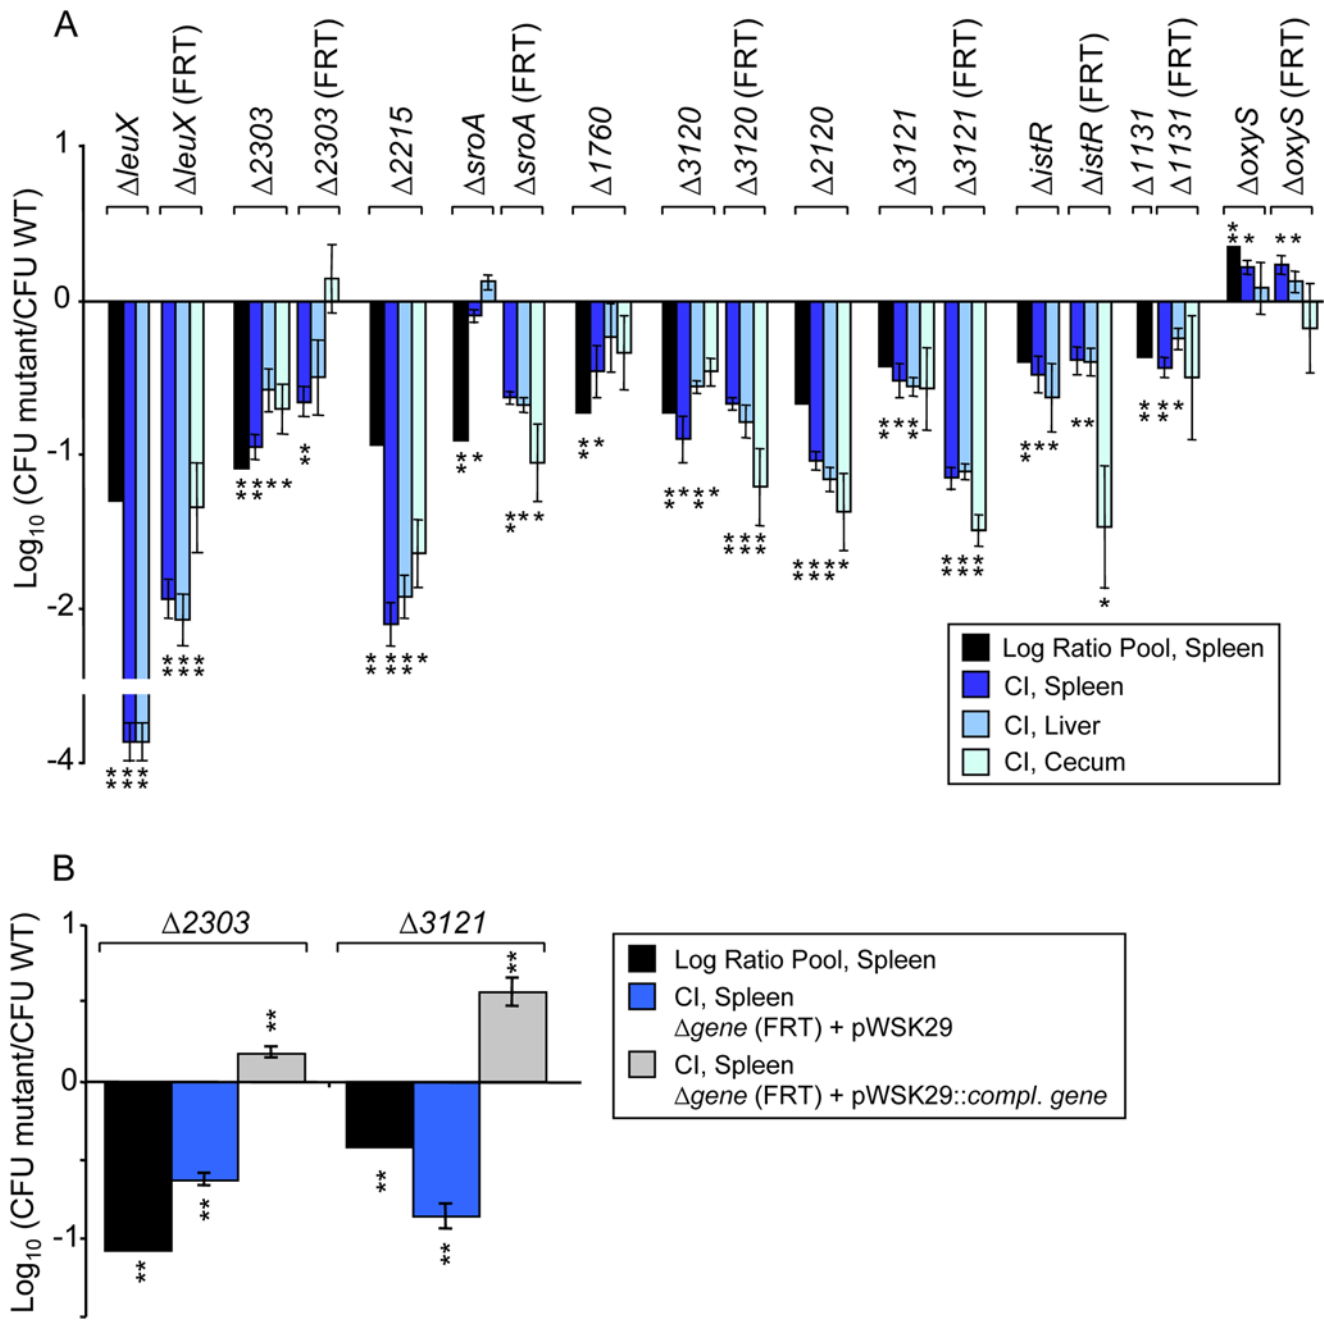 A
ΔleuX
ΔleuX (FRT)
Δ2303
Δ2303 (FRT)
Δ2215
ΔsroA
ΔsroA (FRT)
Δ1760
Δ3120
Δ3120 (FRT)
Δ2120
Δ3121
Δ3121 (FRT)
ΔistR
ΔistR (FRT)
Δ1131
Δ1131 (FRT)
ΔoxyS
ΔoxyS (FRT)
Log10 (CFU mutant/CFU WT)
1
0
-1
-2
-4
Log Ratio Pool, Spleen
CI, Spleen
CI, Liver
CI, Cecum
B
Δ2303
Δ3121
Log10 (CFU mutant/CFU WT)
1
0
-1
Log Ratio Pool, Spleen
CI, Spleen
Δgene (FRT) + pWSK29
CI, Spleen
Δgene (FRT) + pWSK29::compl. gene